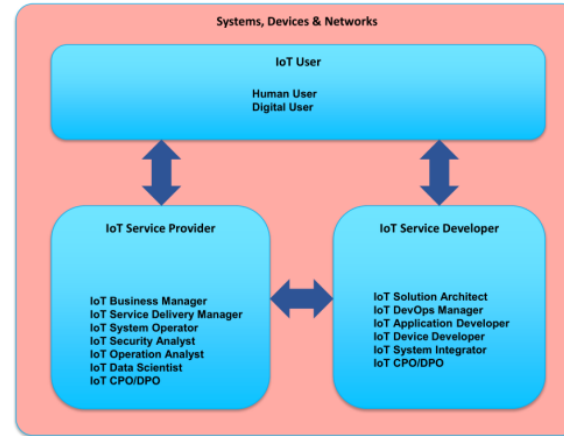 Systems, Devices & Networks
IoT User
Human User
Digital User
IoT Service Provider
IoT Business Manager
IoT Service Delivery Manager
IoT System Operator
IoT Security Analyst
IoT Operation Analyst
IoT Data Scientist
IoT CPO/DPO
IoT Service Developer
IoT Solution Architect
IoT DevOps Manager
IoT Application Developer
IoT Device Developer
IoT System Integrator
IoT CPO/DPO